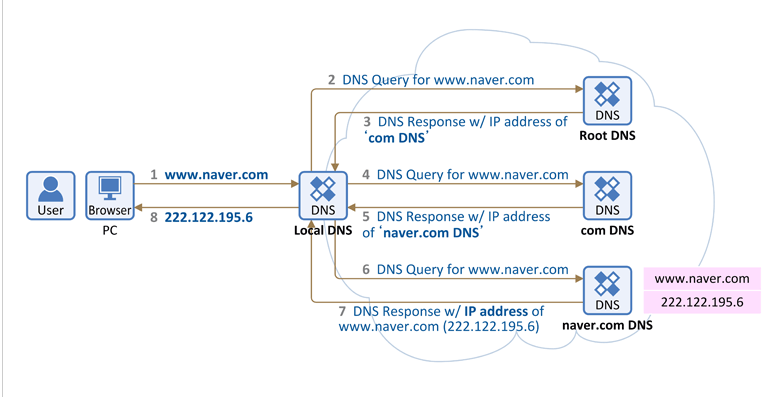 2 DNS Query for www.naver.com
DNS
Root DNS
3 DNS Response w/ IP address of
‘com DNS’
1 www.naver.com
4 DNS Query for www.naver.com
User
Browser
PC
DNS
Local DNS
DNS
com DNS
8 222.122.195.6
5 DNS Response w/ IP address
of ‘naver.com DNS’
6 DNS Query for www.naver.com
DNS
naver.com DNS
www.naver.com
222.122.195.6
7 DNS Response w/ IP address of
www.naver.com (222.122.195.6)